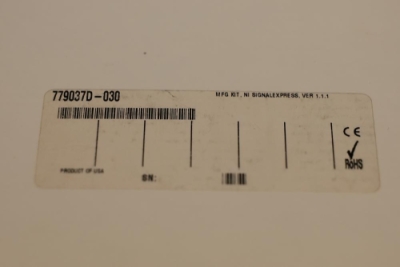 779037D-030
MFG KIT, NI SIGNALEXPRESS, VER 1.1.1
CE
RoHS
PRODUCT OF USA
SN: